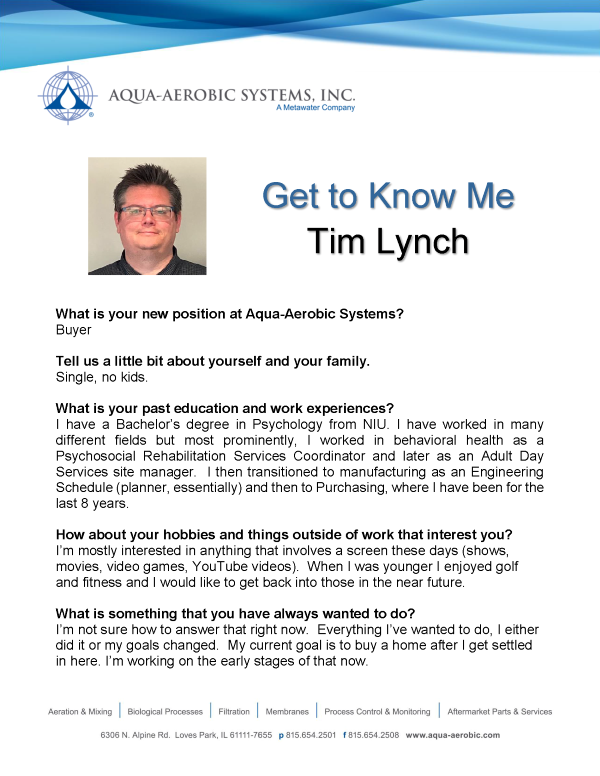 AQUA-AEROBIC SYSTEMS, INC.
A Metawater Company
®
Get to Know Me
Tim Lynch
What is your new position at Aqua-Aerobic Systems?
Buyer
Tell us a little bit about yourself and your family.
Single, no kids.
What is your past education and work experiences?
I have a Bachelor's degree in Psychology from NIU. I have worked in many
different fields but most prominently, I worked in behavioral health as a
Psychosocial Rehabilitation Services Coordinator and later as an Adult Day
Services site manager.  I then transitioned to manufacturing as an Engineering
Schedule (planner, essentially) and then to Purchasing, where I have been for the
last 8 years.
How about your hobbies and things outside of work that interest you?
I'm mostly interested in anything that involves a screen these days (shows,
movies, video games, YouTube videos).  When I was younger I enjoyed golf
and fitness and I would like to get back into those in the near future.
What is something that you have always wanted to do?
I'm not sure how to answer that right now.  Everything I've wanted to do, I either
did it or my goals changed.  My current goal is to buy a home after I get settled
in here. I'm working on the early stages of that now.
Aeration & Mixing | Biological Processes | Filtration | Membranes | Process Control & Monitoring | Aftermarket Parts & Services
6306 N. Alpine Rd.  Loves Park, IL 61111-7655  p 815.654.2501  f 815.654.2508  www.aqua-aerobic.com